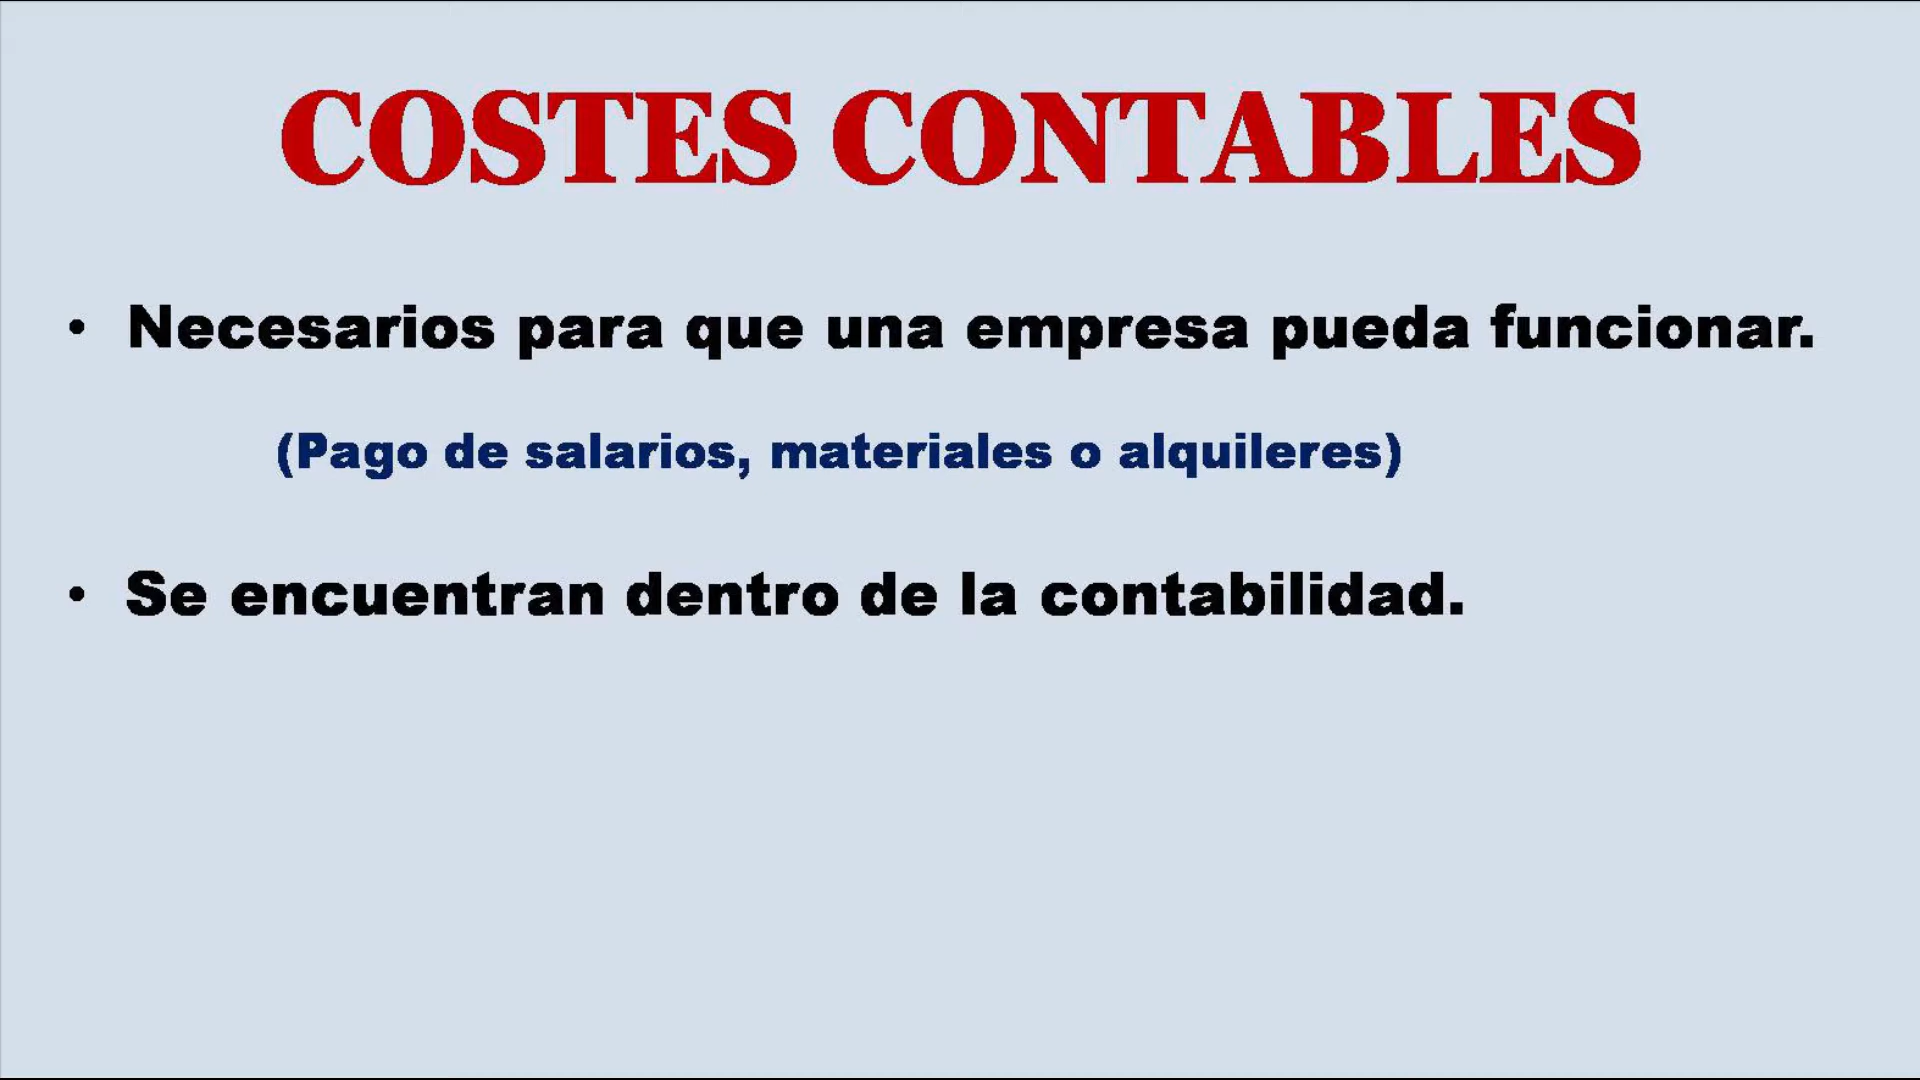 COSTES CONTABLES
• Necesarios para que una empresa pueda funcionar.
(Pago de salarios, materiales o alquileres)
• Se encuentran dentro de la contabilidad.